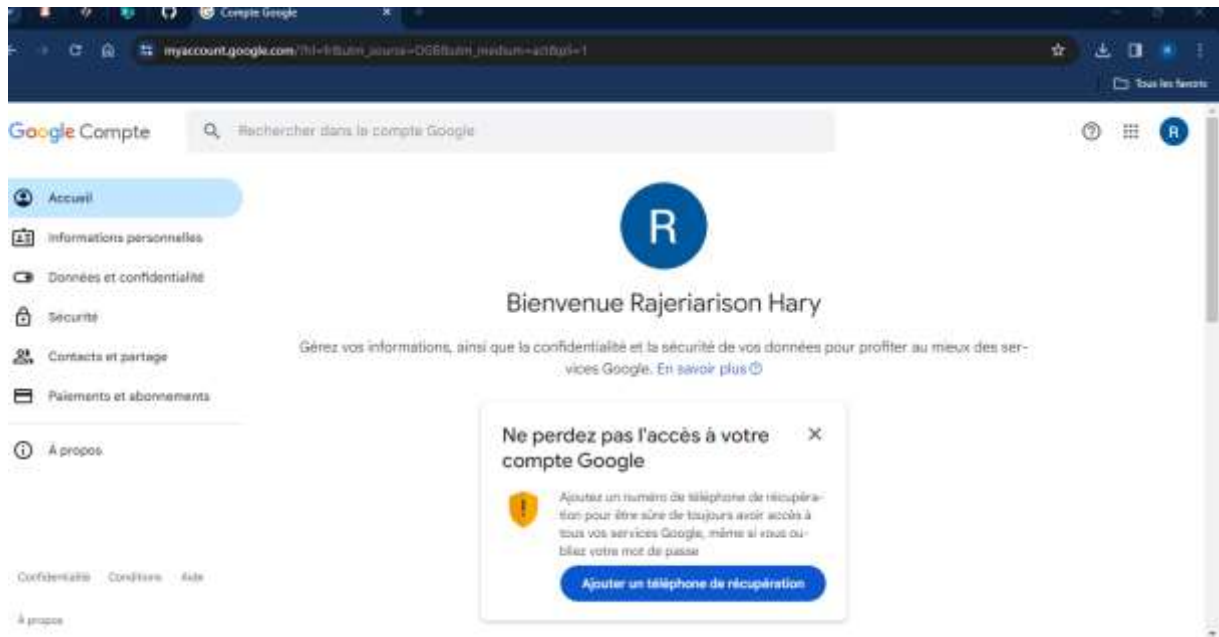 Compte Google
myaccount.google.com
Tous les favoris
Google Compte
Rechercher dans le compte Google
R
Accueil
Informations personnelles
Données et confidentialité
Sécurité
Contacts et partage
Paiements et abonnements
À propos
R
Bienvenue Rajeriarison Hary
Gérez vos informations, ainsi que la confidentialité et la sécurité de vos données pour profiter au mieux des ser-
vices Google. En savoir plus
Ne perdez pas l'accès à votre
compte Google
Ajoutez un numéro de téléphone de récupéra-
tion pour être sûre de toujours avoir accès à
tous vos services Google, même si vous ou-
bliez votre mot de passe
Ajouter un téléphone de récupération
Confidentialité Conditions Aide
À propos